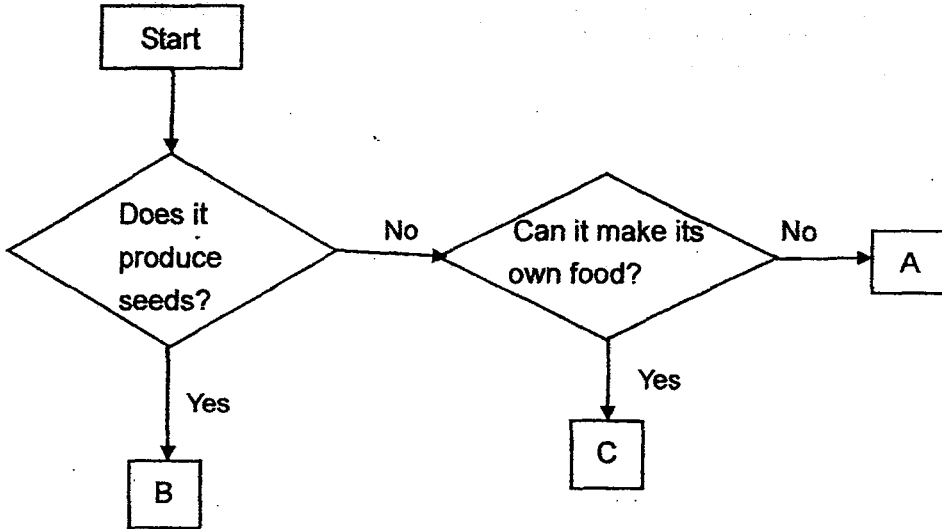 Start
Does it
produce
seeds?
No
Can it make its
own food?
No
A
Yes
Yes
B
C